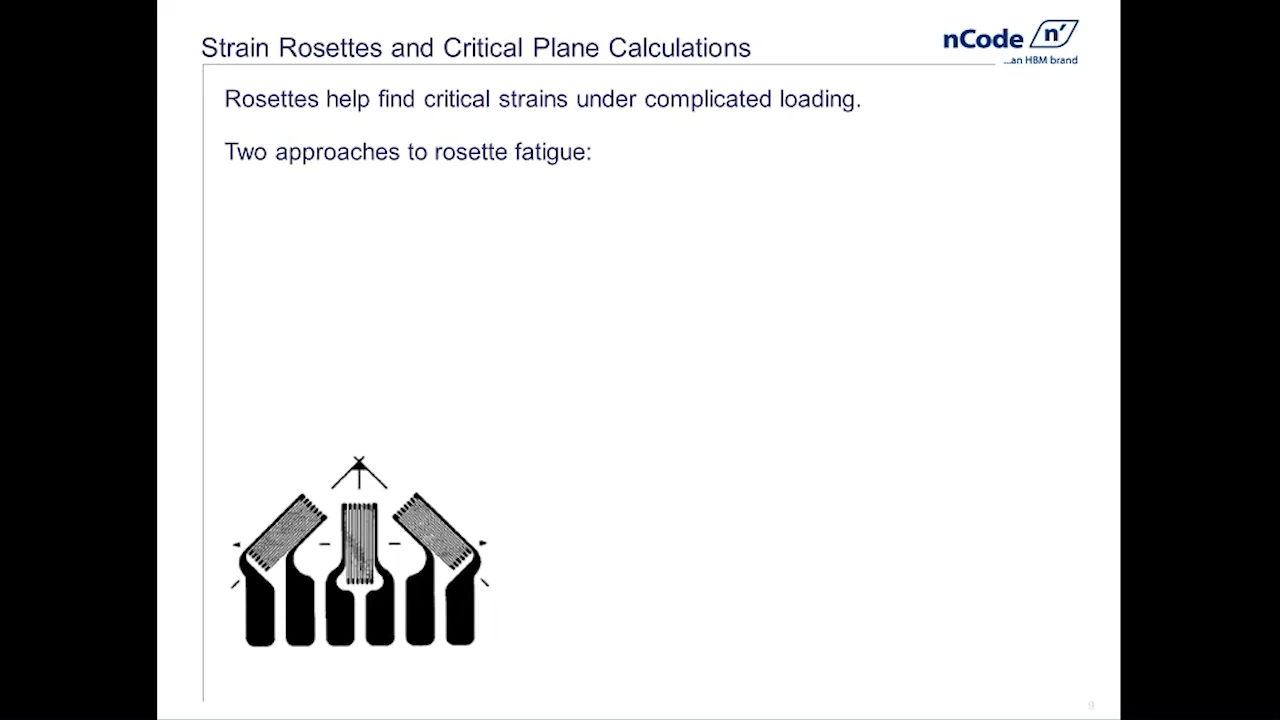 Strain Rosettes and Critical Plane Calculations
nCode n'
...an HBM brand
Rosettes help find critical strains under complicated loading.
Two approaches to rosette fatigue:
9